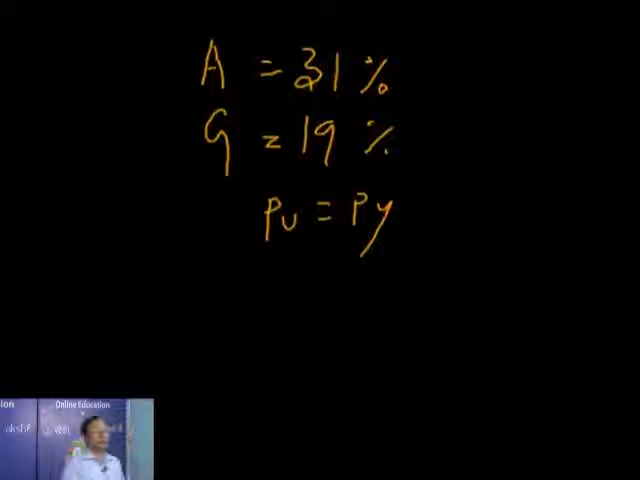 A = 31 %
G = 19 %
Pu = Py
Online Education